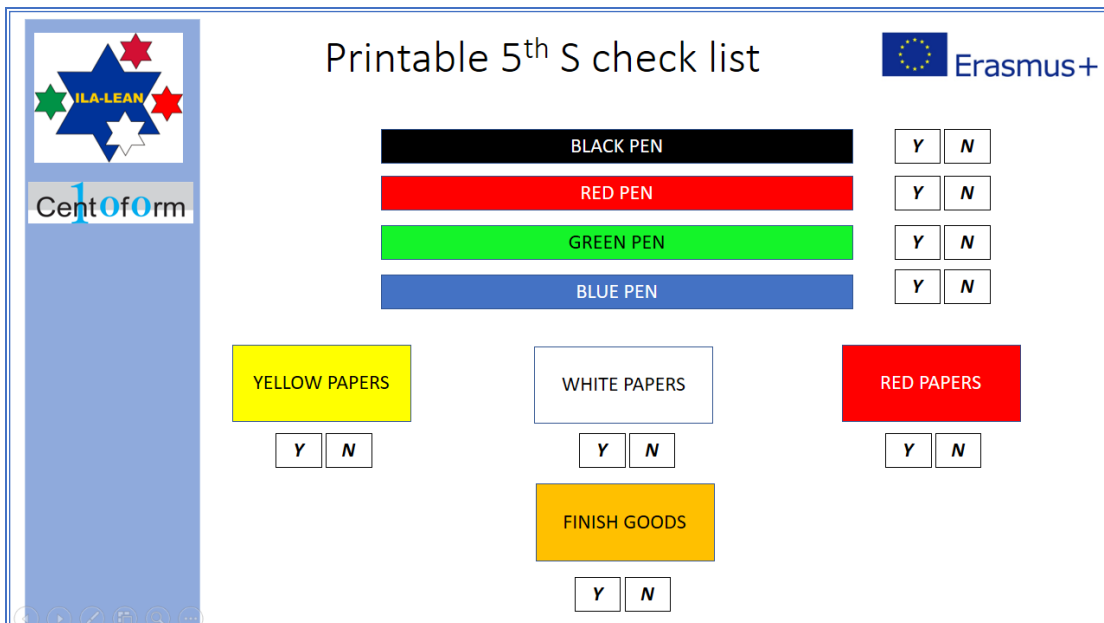 Printable 5th S check list
ILA-LEAN
Erasmus+
Cent1oform
BLACK PEN Y N
RED PEN Y N
GREEN PEN Y N
BLUE PEN Y N
YELLOW PAPERS
WHITE PAPERS
RED PAPERS
Y N
Y N
Y N
FINISH GOODS
Y N